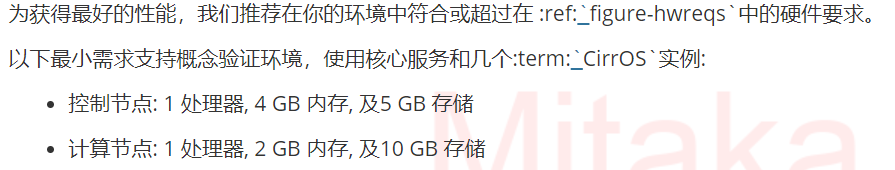 为获得最好的性能，我们推荐在你的环境中符合或超过在 :ref:`_figure-hwreqs`中的硬件要求。
以下最小需求支持概念验证环境，使用核心服务和几个:term:`_CirrOS`实例:
• 控制节点: 1 处理器, 4 GB 内存, 及5 GB 存储
• 计算节点: 1 处理器, 2 GB 内存, 及10 GB 存储
Mitaka